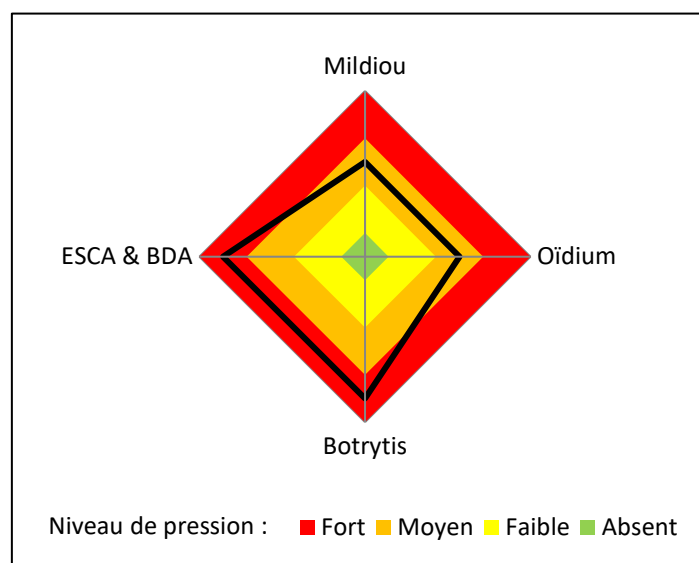 Mildiou
ESCA & BDA
Oïdium
Botrytis
Niveau de pression : Fort Moyen Faible Absent